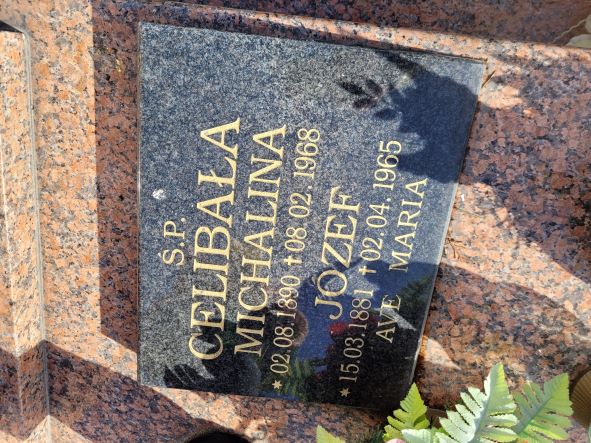 Ś.P.
CELIBAŁA
MICHALINA
*02.08.1890 †08.02.1968
JÓZEF
*15.03.1881 †02.04.1965
AVE MARIA